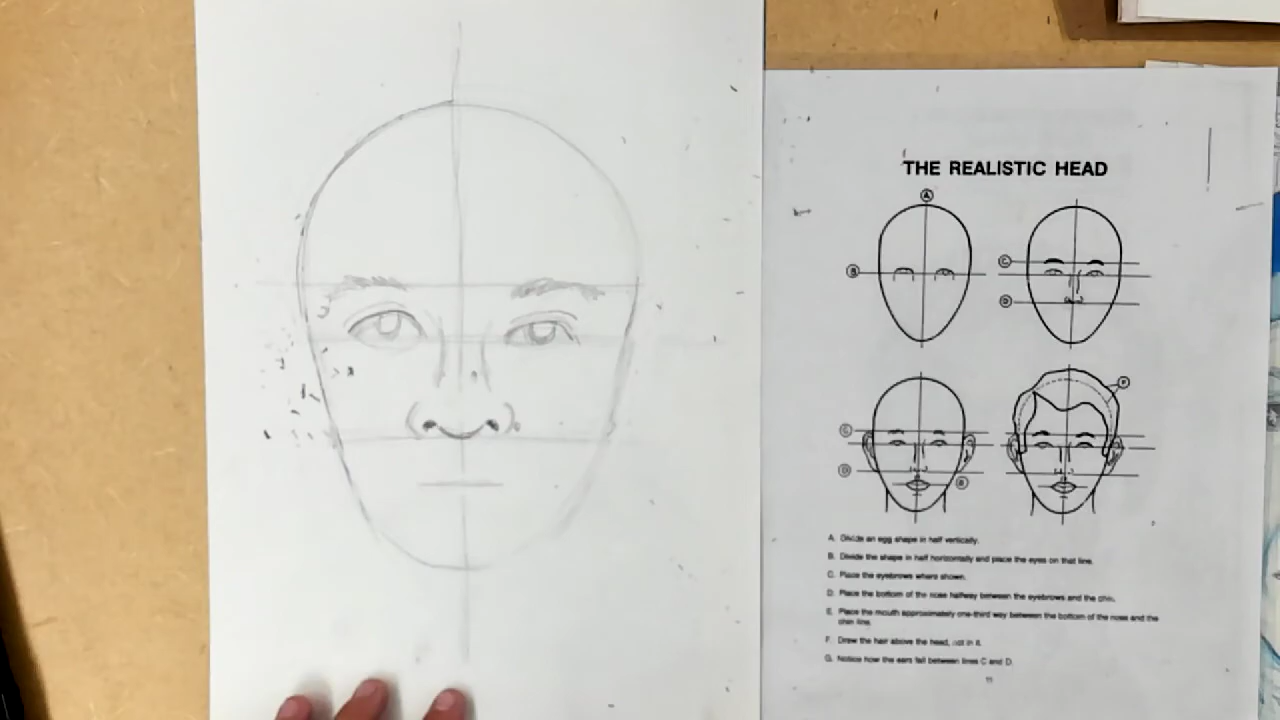 THE REALISTIC HEAD
A
B
C
D
C
D
E
F
A. Divide an egg shape in half vertically.
B. Divide the shape in half horizontally and place the eyes on that line.
C. Place the eyebrows where shown.
D. Place the bottom of the nose halfway between the eyebrows and the chin.
E. Place the mouth approximately one-third way between the bottom of the nose and the
chin line.
F. Draw the hair above the head, not in it.
G. Notice how the ears fall between lines C and D.
11